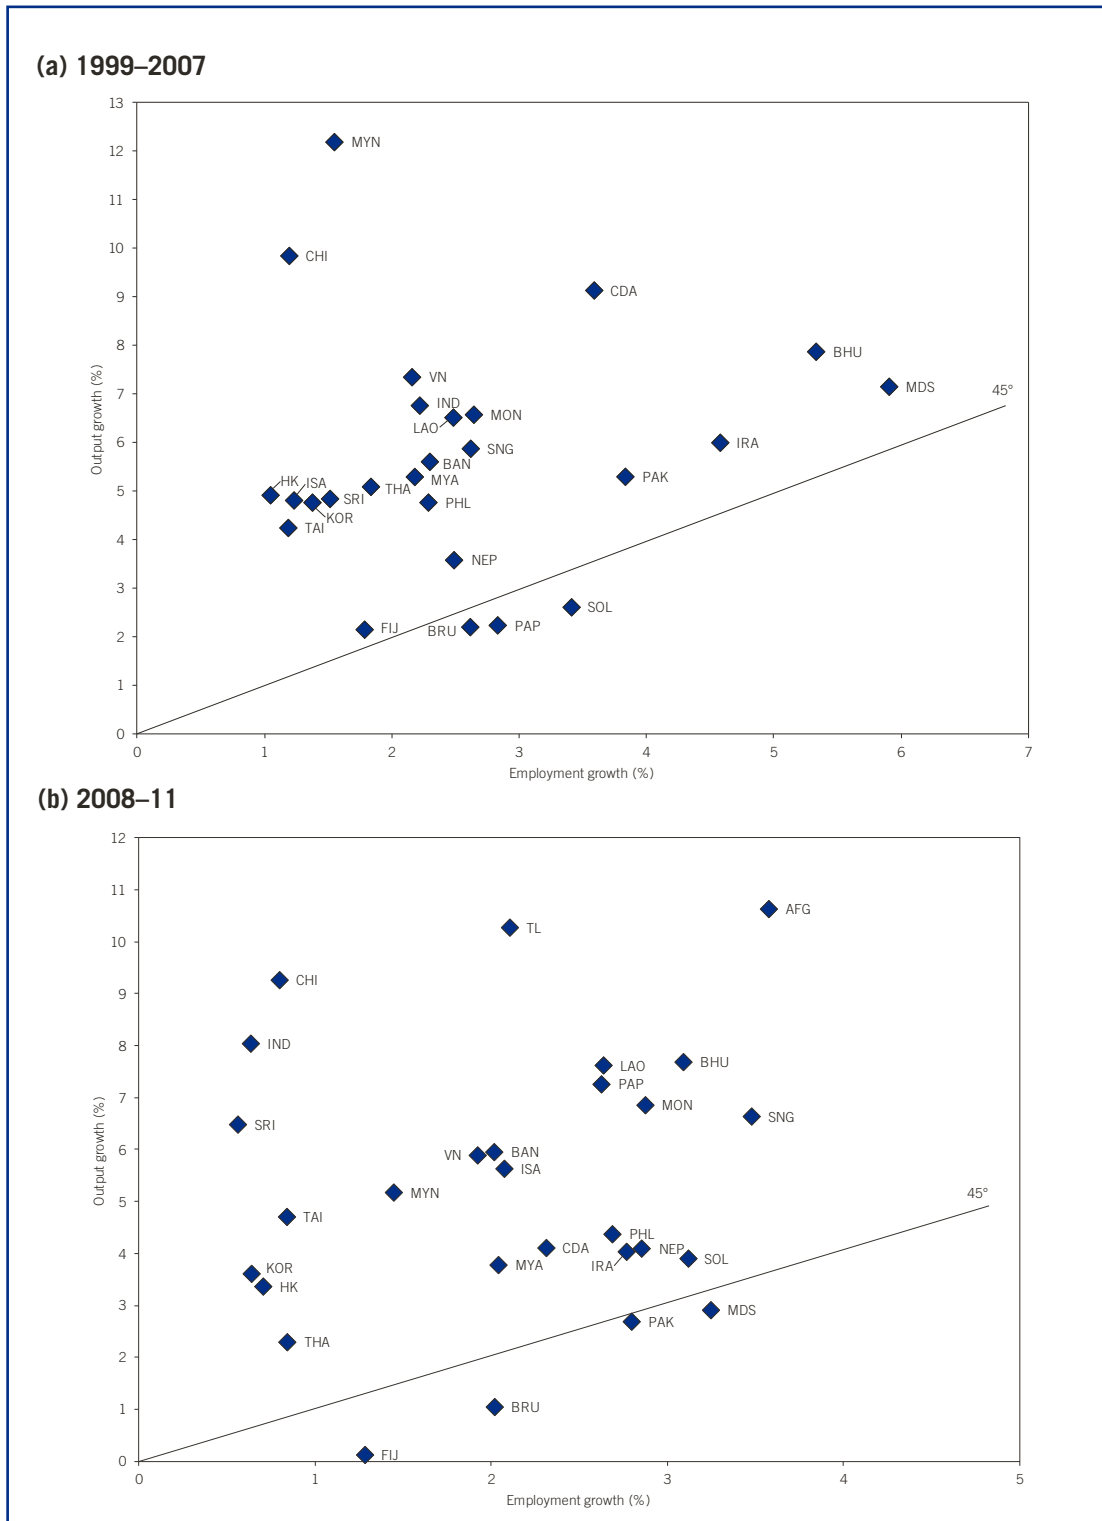 (a) 1999–2007
13
12
11
10
9
8
7
6
5
4
3
2
1
0
Output growth (%)
MYN
CHI
CDA
BHU
VN
MDS
45°
IND
MON
LAO
IRA
SNG
BAN
PAK
HK
ISA
MYA
THA
SRI
PHL
KOR
TAI
NEP
SOL
FIJ
BRU
PAP
0 1 2 3 4 5 6 7
Employment growth (%)
(b) 2008–11
12
11
10
9
8
7
6
5
4
3
2
1
0
Output growth (%)
AFG
TL
CHI
IND
LAO
BHU
PAP
MON
SNG
SRI
VN
BAN
ISA
MYN
45°
TAI
PHL
CDA
NEP
SOL
MYA
IRA
KOR
HK
MDS
PAK
THA
BRU
FIJ
0 1 2 3 4 5
Employment growth (%)